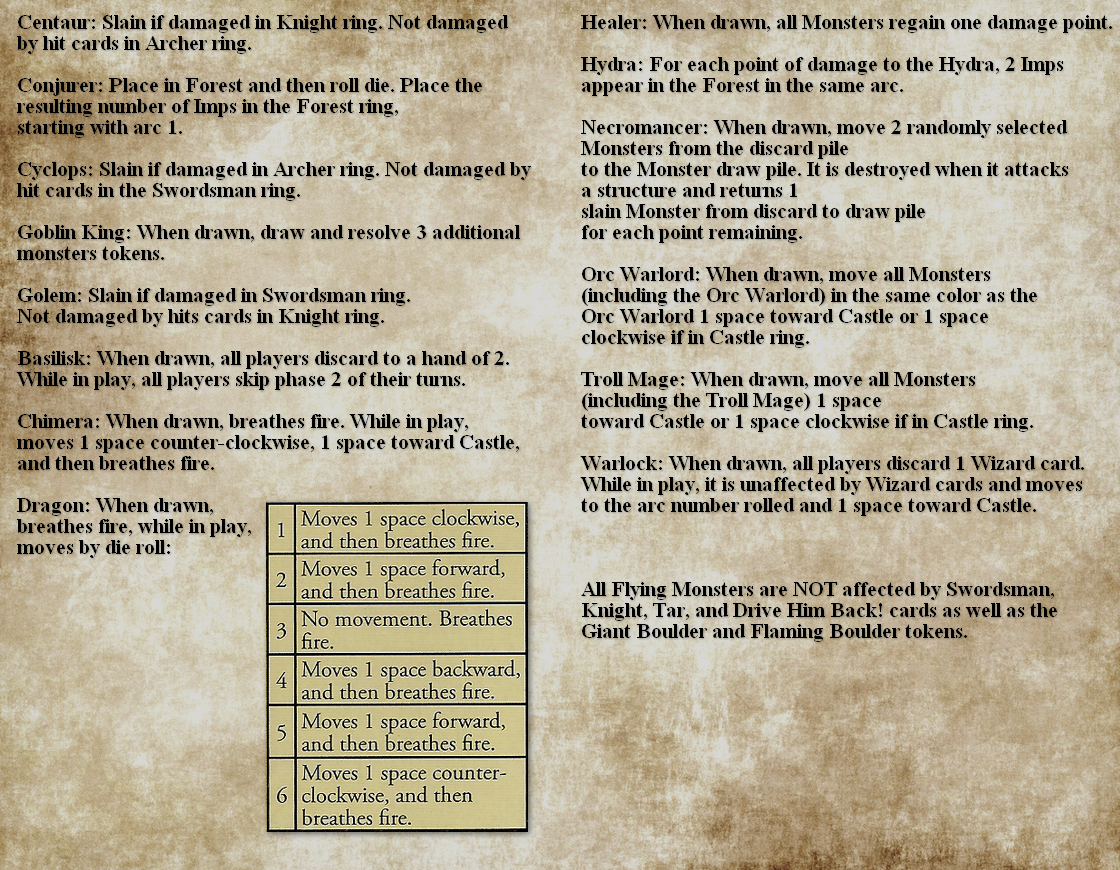 Centaur: Slain if damaged in Knight ring. Not damaged
by hit cards in Archer ring.
Conjurer: Place in Forest and then roll die. Place the
resulting number of Imps in the Forest ring,
starting with arc 1.
Cyclops: Slain if damaged in Archer ring. Not damaged by
hit cards in the Swordsman ring.
Goblin King: When drawn, draw and resolve 3 additional
monsters tokens.
Golem: Slain if damaged in Swordsman ring.
Not damaged by hits cards in Knight ring.
Basilisk: When drawn, all players discard to a hand of 2.
While in play, all players skip phase 2 of their turns.
Chimera: When drawn, breathes fire. While in play,
moves 1 space counter-clockwise, 1 space toward Castle,
and then breathes fire.
Dragon: When drawn,
breathes fire, while in play,
moves by die roll:
1 Moves 1 space clockwise,
and then breathes fire.
2 Moves 1 space forward,
and then breathes fire.
3 No movement. Breathes
fire.
4 Moves 1 space backward,
and then breathes fire.
5 Moves 1 space forward,
and then breathes fire.
6 Moves 1 space counter-
clockwise, and then
breathes fire.
Healer: When drawn, all Monsters regain one damage point.
Hydra: For each point of damage to the Hydra, 2 Imps
appear in the Forest in the same arc.
Necromancer: When drawn, move 2 randomly selected
Monsters from the discard pile
to the Monster draw pile. It is destroyed when it attacks
a structure and returns 1
slain Monster from discard to draw pile
for each point remaining.
Orc Warlord: When drawn, move all Monsters
(including the Orc Warlord) in the same color as the
Orc Warlord 1 space toward Castle or 1 space
clockwise if in Castle ring.
Troll Mage: When drawn, move all Monsters
(including the Troll Mage) 1 space
toward Castle or 1 space clockwise if in Castle ring.
Warlock: When drawn, all players discard 1 Wizard card.
While in play, it is unaffected by Wizard cards and moves
to the arc number rolled and 1 space toward Castle.
All Flying Monsters are NOT affected by Swordsman,
Knight, Tar, and Drive Him Back! cards as well as the
Giant Boulder and Flaming Boulder tokens.